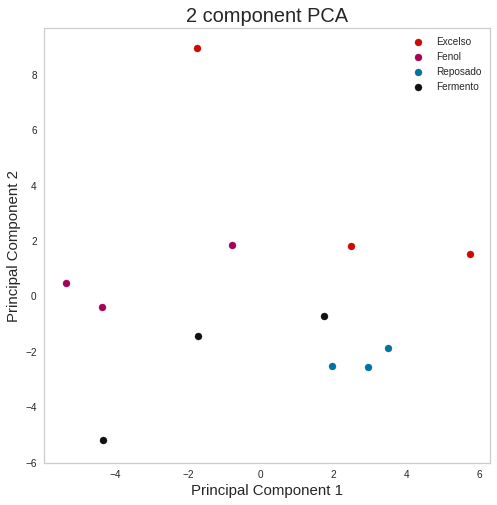 2 component PCA
Excelso
Fenol
Reposado
Fermento
Principal Component 2
8
6
4
2
0
−2
−4
−6
−4
−2
0
2
4
6
Principal Component 1